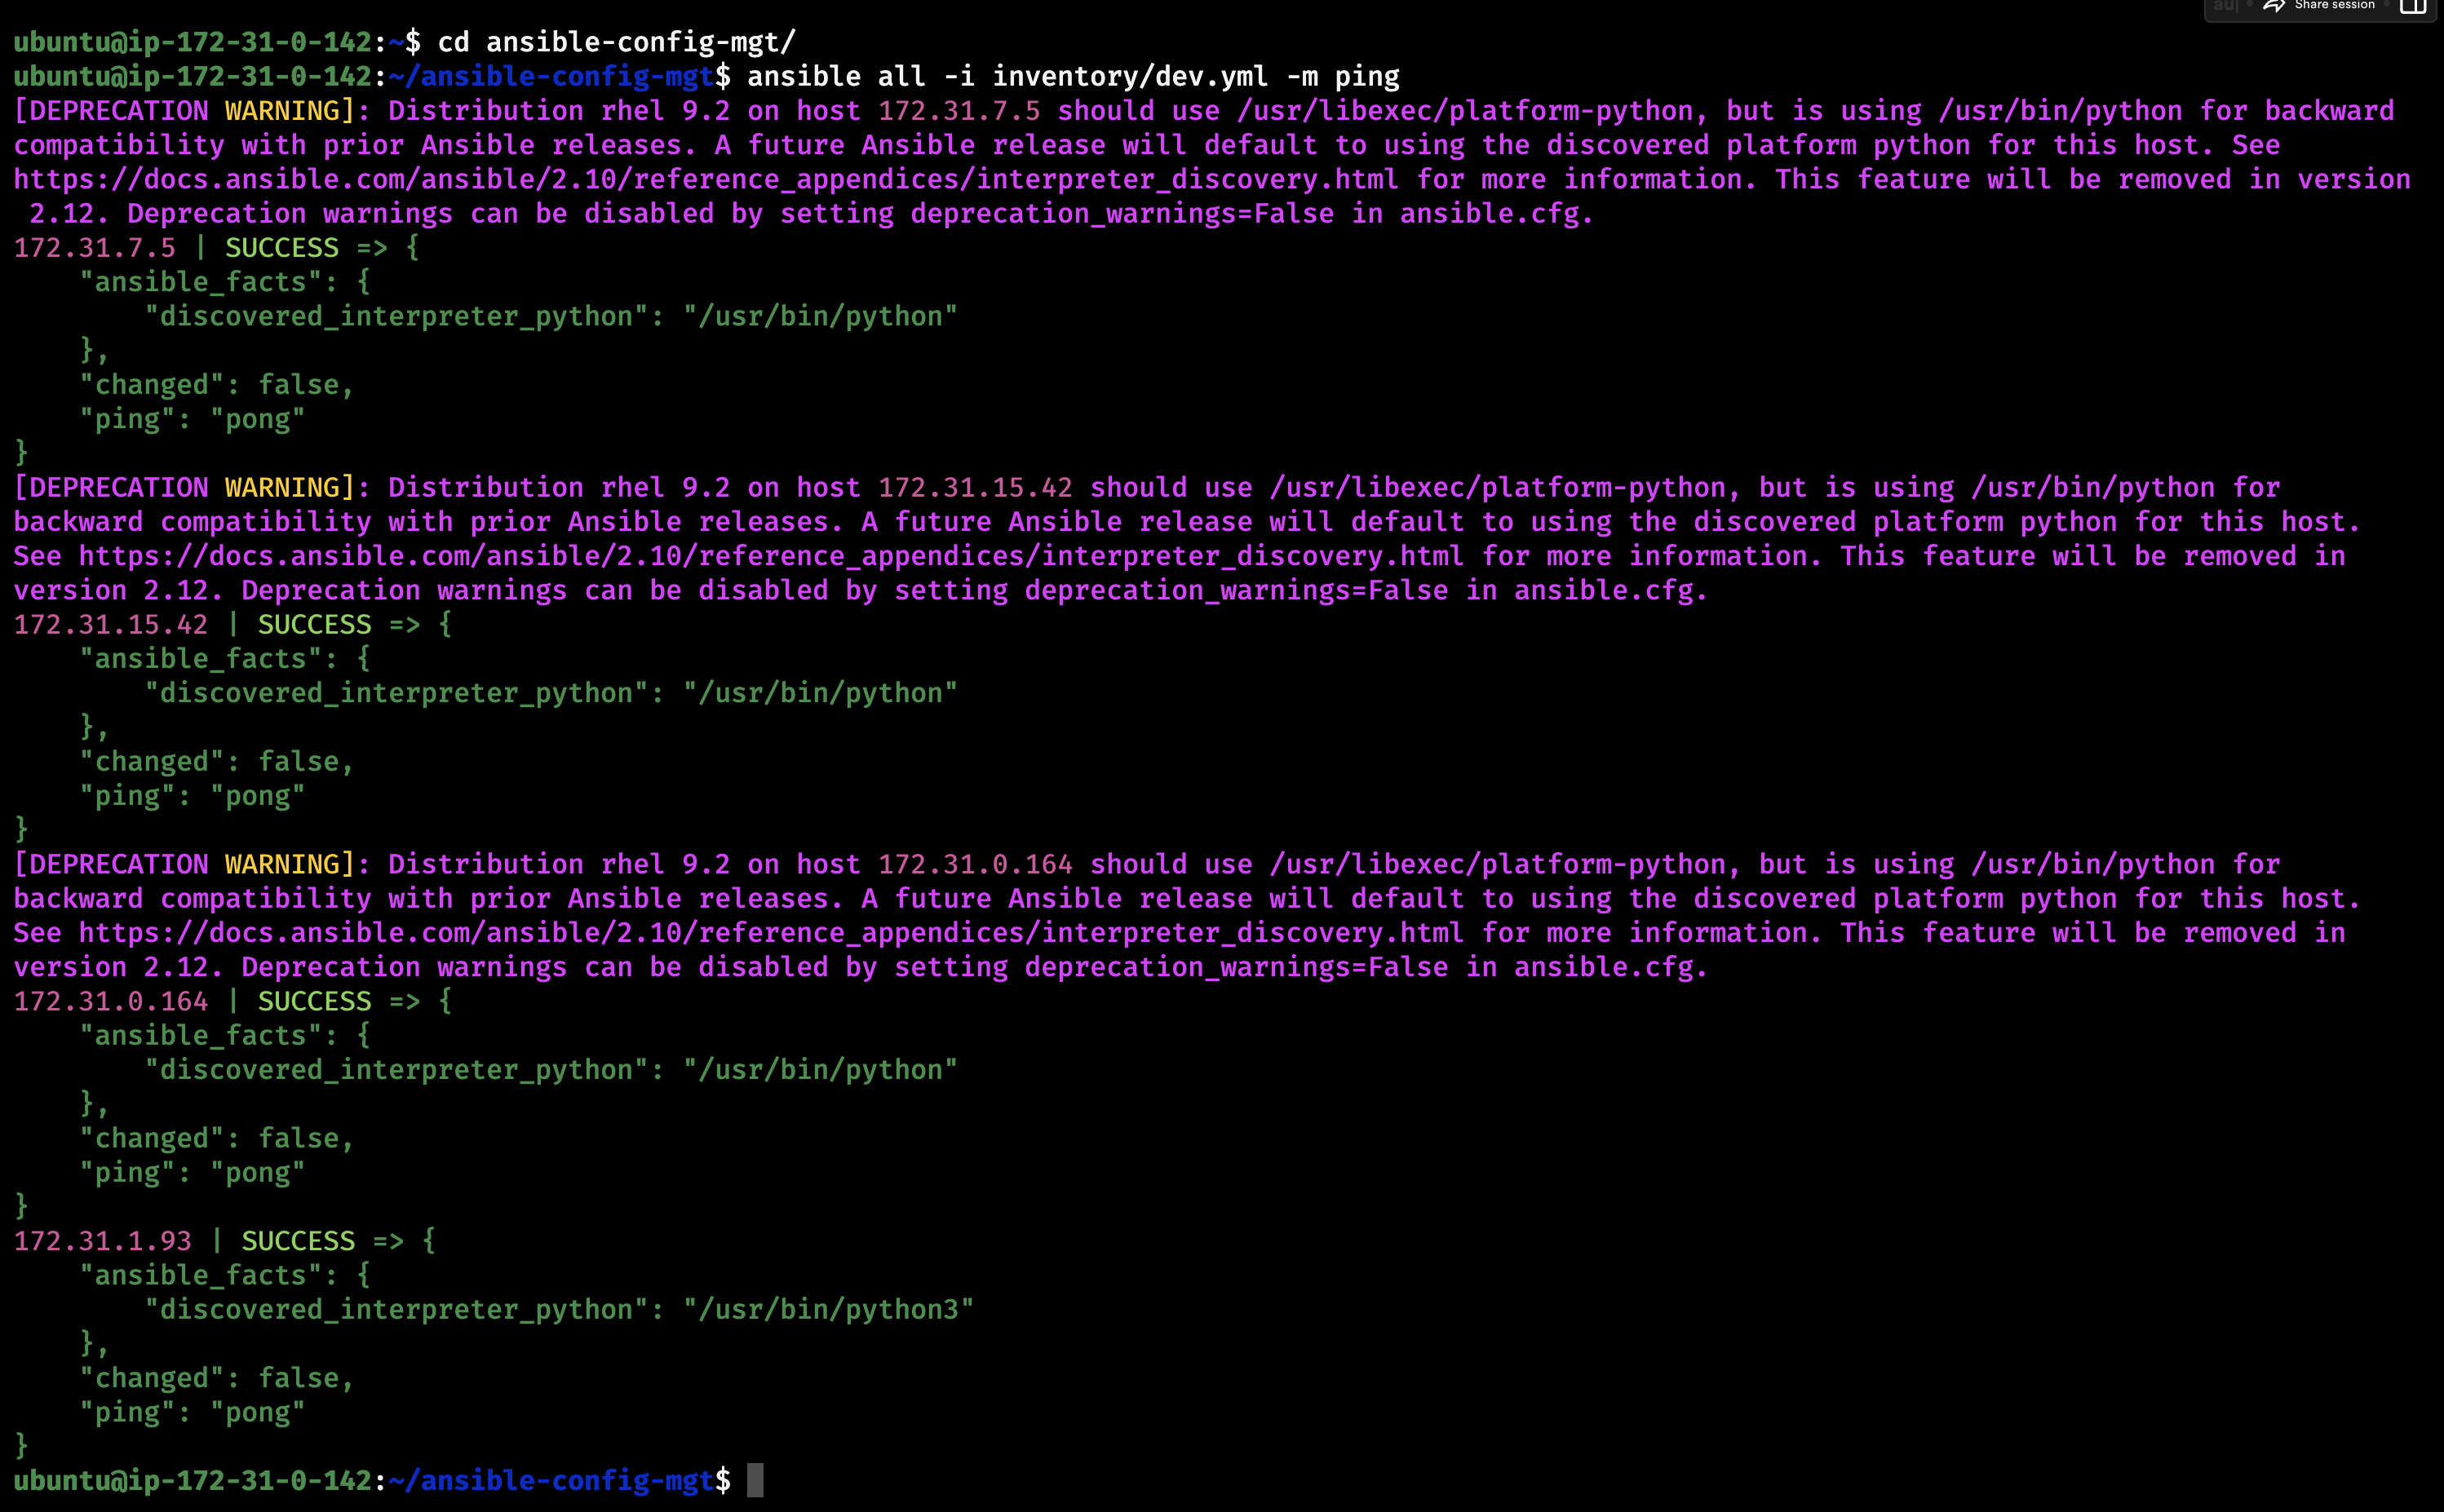 Share session
ubuntu@ip-172-31-0-142:~$ cd ansible-config-mgt/
ubuntu@ip-172-31-0-142:~/ansible-config-mgt$ ansible all -i inventory/dev.yml -m ping
[DEPRECATION WARNING]: Distribution rhel 9.2 on host 172.31.7.5 should use /usr/libexec/platform-python, but is using /usr/bin/python for backward
compatibility with prior Ansible releases. A future Ansible release will default to using the discovered platform python for this host. See
https://docs.ansible.com/ansible/2.10/reference_appendices/interpreter_discovery.html for more information. This feature will be removed in version
 2.12. Deprecation warnings can be disabled by setting deprecation_warnings=False in ansible.cfg.
172.31.7.5 | SUCCESS => {
    "ansible_facts": {
        "discovered_interpreter_python": "/usr/bin/python"
    },
    "changed": false,
    "ping": "pong"
}
[DEPRECATION WARNING]: Distribution rhel 9.2 on host 172.31.15.42 should use /usr/libexec/platform-python, but is using /usr/bin/python for
backward compatibility with prior Ansible releases. A future Ansible release will default to using the discovered platform python for this host.
See https://docs.ansible.com/ansible/2.10/reference_appendices/interpreter_discovery.html for more information. This feature will be removed in
version 2.12. Deprecation warnings can be disabled by setting deprecation_warnings=False in ansible.cfg.
172.31.15.42 | SUCCESS => {
    "ansible_facts": {
        "discovered_interpreter_python": "/usr/bin/python"
    },
    "changed": false,
    "ping": "pong"
}
[DEPRECATION WARNING]: Distribution rhel 9.2 on host 172.31.0.164 should use /usr/libexec/platform-python, but is using /usr/bin/python for
backward compatibility with prior Ansible releases. A future Ansible release will default to using the discovered platform python for this host.
See https://docs.ansible.com/ansible/2.10/reference_appendices/interpreter_discovery.html for more information. This feature will be removed in
version 2.12. Deprecation warnings can be disabled by setting deprecation_warnings=False in ansible.cfg.
172.31.0.164 | SUCCESS => {
    "ansible_facts": {
        "discovered_interpreter_python": "/usr/bin/python"
    },
    "changed": false,
    "ping": "pong"
}
172.31.1.93 | SUCCESS => {
    "ansible_facts": {
        "discovered_interpreter_python": "/usr/bin/python3"
    },
    "changed": false,
    "ping": "pong"
}
ubuntu@ip-172-31-0-142:~/ansible-config-mgt$